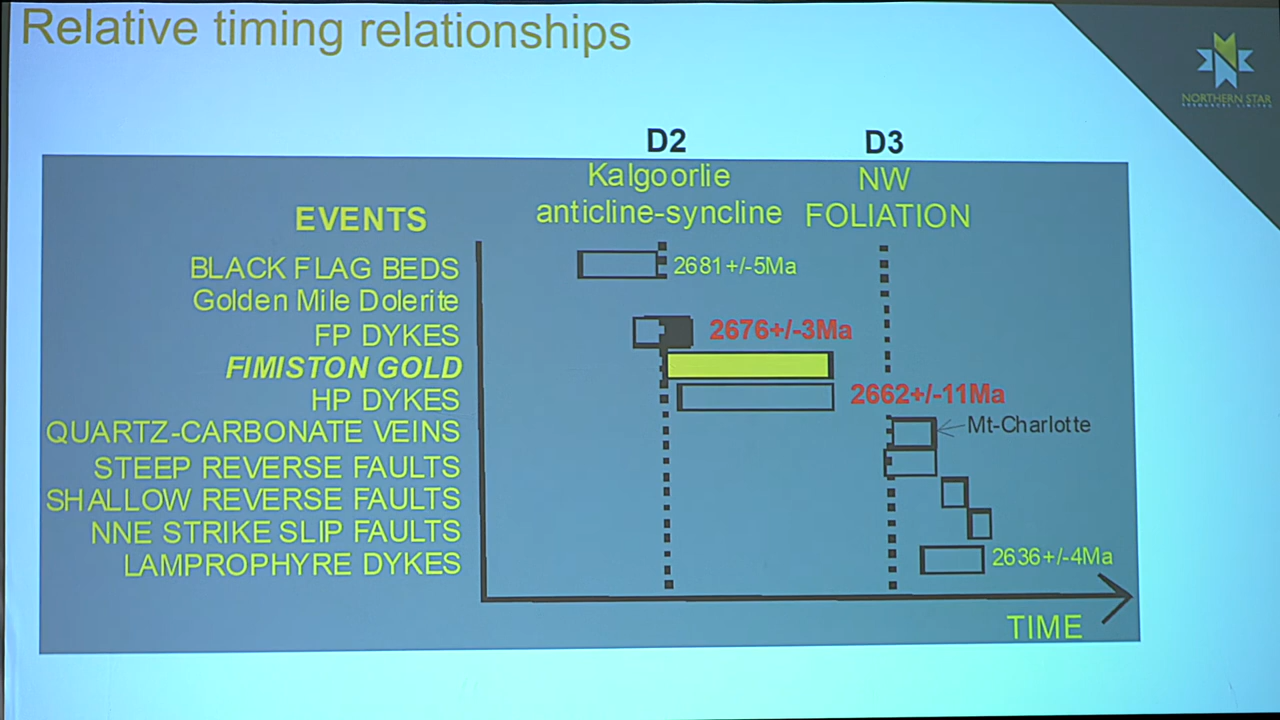 Relative timing relationships
NORTHERN STAR
RESOURCES LIMITED
D2
D3
Kalgoorlie
anticline-syncline
NW
FOLIATION
EVENTS
BLACK FLAG BEDS
2681+/-5Ma
Golden Mile Dolerite
FP DYKES
2676+/-3Ma
FIMISTON GOLD
HP DYKES
2662+/-11Ma
QUARTZ-CARBONATE VEINS
Mt-Charlotte
STEEP REVERSE FAULTS
SHALLOW REVERSE FAULTS
NNE STRIKE SLIP FAULTS
LAMPROPHYRE DYKES
2636+/-4Ma
TIME